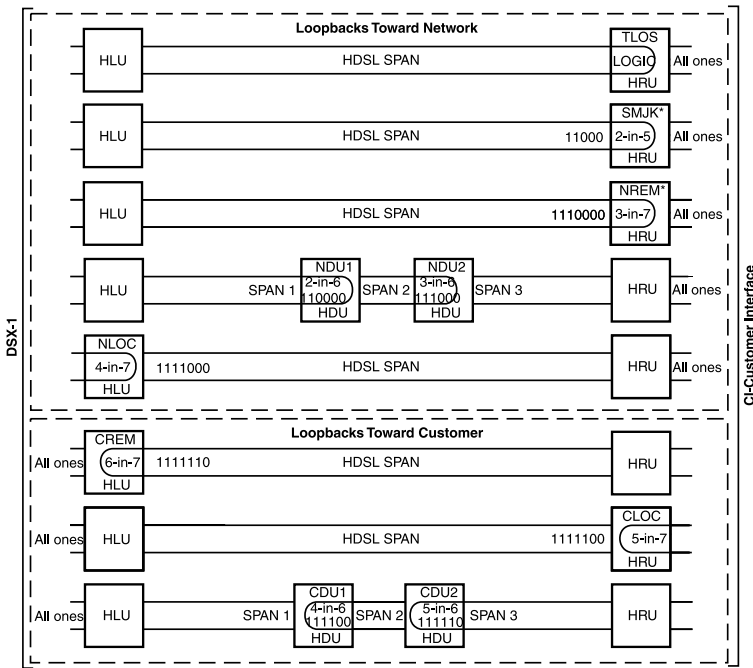 Loopbacks Toward Network
TLOS
HLU HDSL SPAN LOGIC All ones
HRU
SMJK*
HLU HDSL SPAN 11000 2-in-5 All ones
HRU
NREM*
HLU HDSL SPAN 1110000 3-in-7 All ones
HRU
NDU1 NDU2
HLU SPAN 1 2-in-6 SPAN 2 3-in-6 SPAN 3 HRU All ones
110000 111000
HDU HDU
NLOC
4-in-7 1111000 HDSL SPAN HRU All ones
HLU
Loopbacks Toward Customer
CREM
All ones 6-in-7 1111110 HDSL SPAN HRU
HLU
CLOC
All ones HLU HDSL SPAN 1111100 5-in-7
HRU
CDU1 CDU2
All ones HLU SPAN 1 4-in-6 SPAN 2 5-in-6 SPAN 3 HRU
111100 111110
HDU HDU
DSX-1
CI-Customer Interface